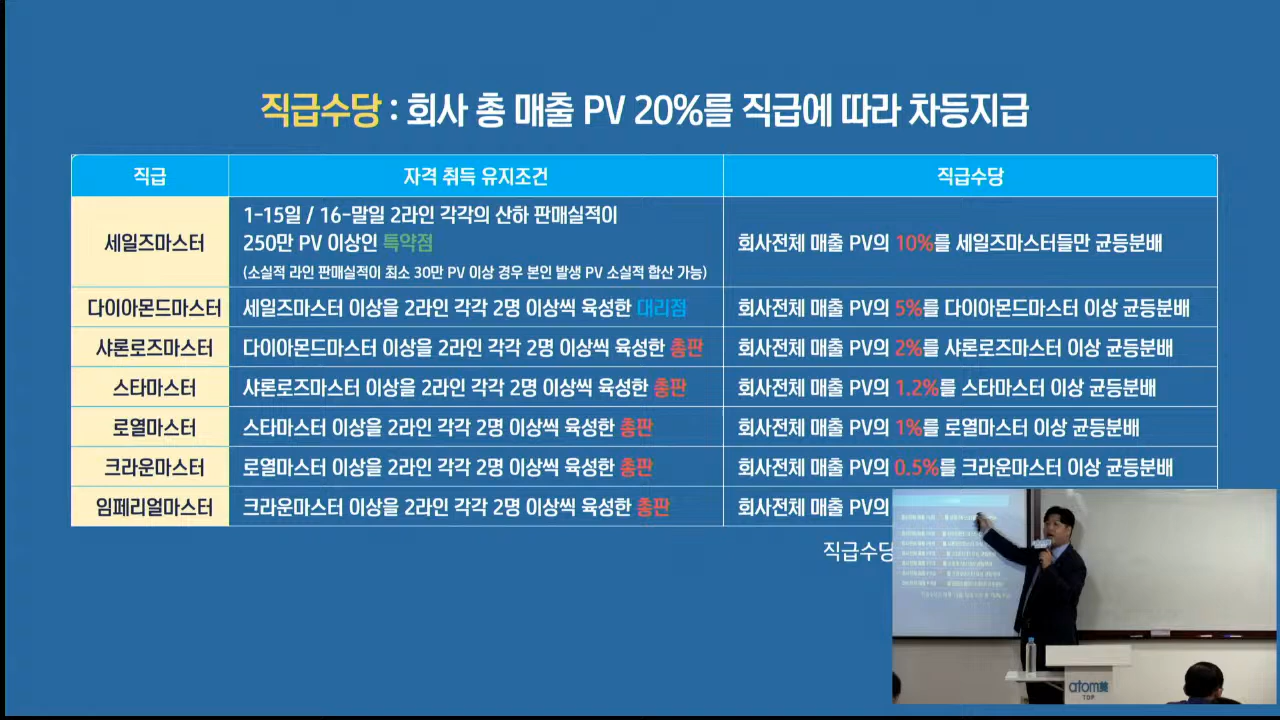 직급수당 : 회사 총 매출 PV 20%를 직급에 따라 차등지급
직급 자격 취득 유지조건 직급수당
세일즈마스터
1-15일 / 16-말일 2라인 각각의 산하 판매실적이
250만 PV 이상인 특약점
(소실적 라인 판매실적이 최소 30만 PV 이상 경우 본인 발생 PV 소실적 합산 가능)
회사전체 매출 PV의 10%를 세일즈마스터들만 균등분배
다이아몬드마스터 세일즈마스터 이상을 2라인 각각 2명 이상씩 육성한 대리점 회사전체 매출 PV의 5%를 다이아몬드마스터 이상 균등분배
샤론로즈마스터 다이아몬드마스터 이상을 2라인 각각 2명 이상씩 육성한 총판 회사전체 매출 PV의 2%를 샤론로즈마스터 이상 균등분배
스타마스터 샤론로즈마스터 이상을 2라인 각각 2명 이상씩 육성한 총판 회사전체 매출 PV의 1.2%를 스타마스터 이상 균등분배
로열마스터 스타마스터 이상을 2라인 각각 2명 이상씩 육성한 총판 회사전체 매출 PV의 1%를 로열마스터 이상 균등분배
크라운마스터 로열마스터 이상을 2라인 각각 2명 이상씩 육성한 총판 회사전체 매출 PV의 0.5%를 크라운마스터 이상 균등분배
임페리얼마스터 크라운마스터 이상을 2라인 각각 2명 이상씩 육성한 총판 회사전체 매출 PV의
직급수당
atom美
TOP